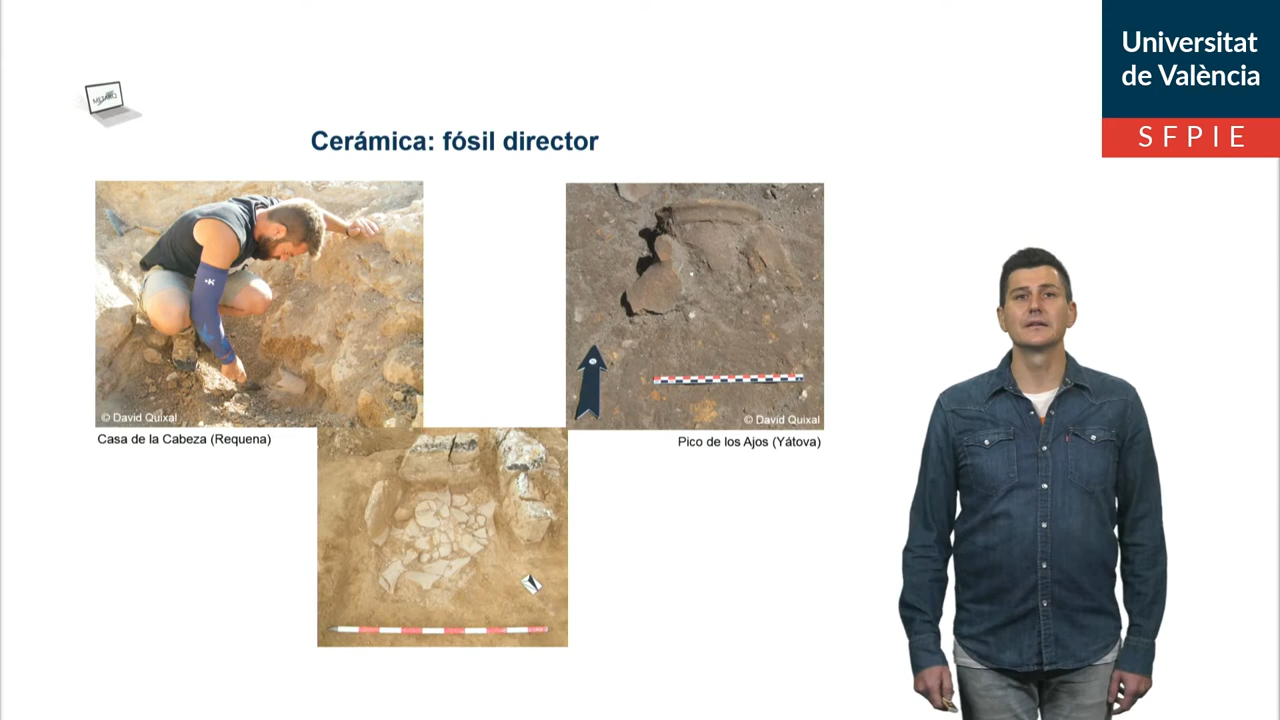 Universitat
de València
SFPIE
METARQ
Cerámica: fósil director
© David Quixal
Casa de la Cabeza (Requena)
© David Quixal
Pico de los Ajos (Yátova)